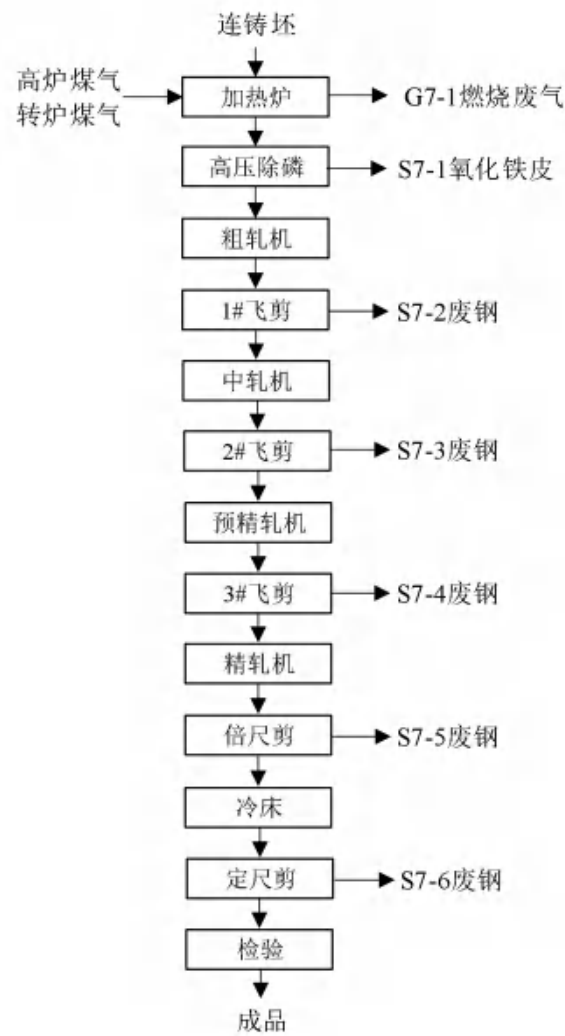 连铸坯
高炉煤气
转炉煤气
加热炉
G7-1燃烧废气
高压除磷
S7-1氧化铁皮
粗轧机
1#飞剪
S7-2废钢
中轧机
2#飞剪
S7-3废钢
预精轧机
3#飞剪
S7-4废钢
精轧机
倍尺剪
S7-5废钢
冷床
定尺剪
S7-6废钢
检验
成品